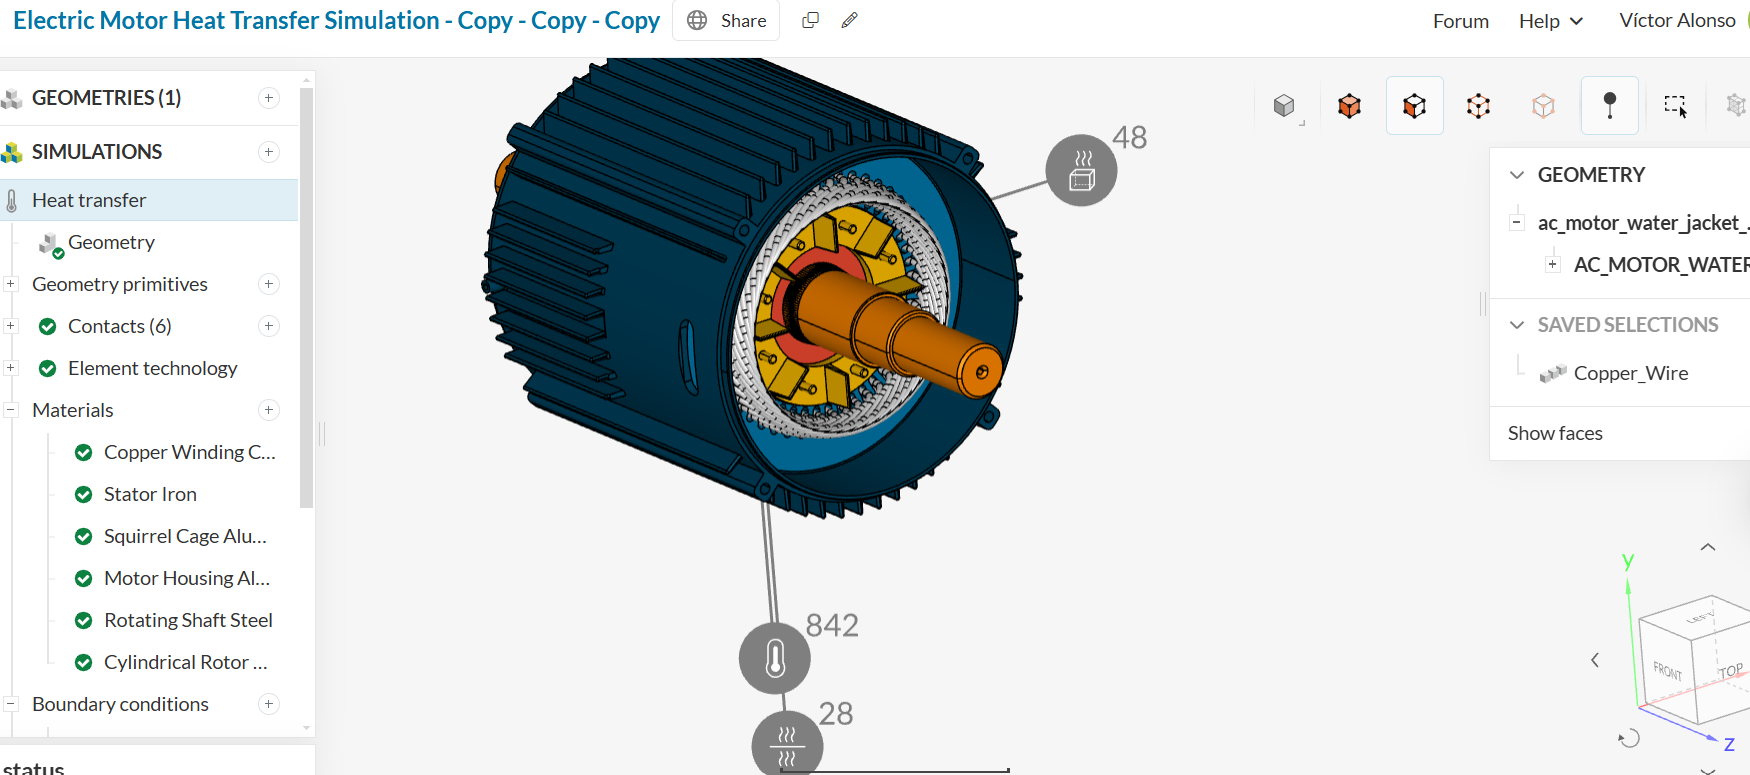 Electric Motor Heat Transfer Simulation - Copy - Copy - Copy
Share
Forum
Help
Víctor Alonso
GEOMETRIES (1)
SIMULATIONS
Heat transfer
Geometry
Geometry primitives
Contacts (6)
Element technology
Materials
Copper Winding C...
Stator Iron
Squirrel Cage Alu...
Motor Housing Al...
Rotating Shaft Steel
Cylindrical Rotor ...
Boundary conditions
status
48
842
28
GEOMETRY
ac_motor_water_jacket_.
AC_MOTOR_WATER
SAVED SELECTIONS
Copper_Wire
Show faces
y
LEFT
FRONT
TOP
z